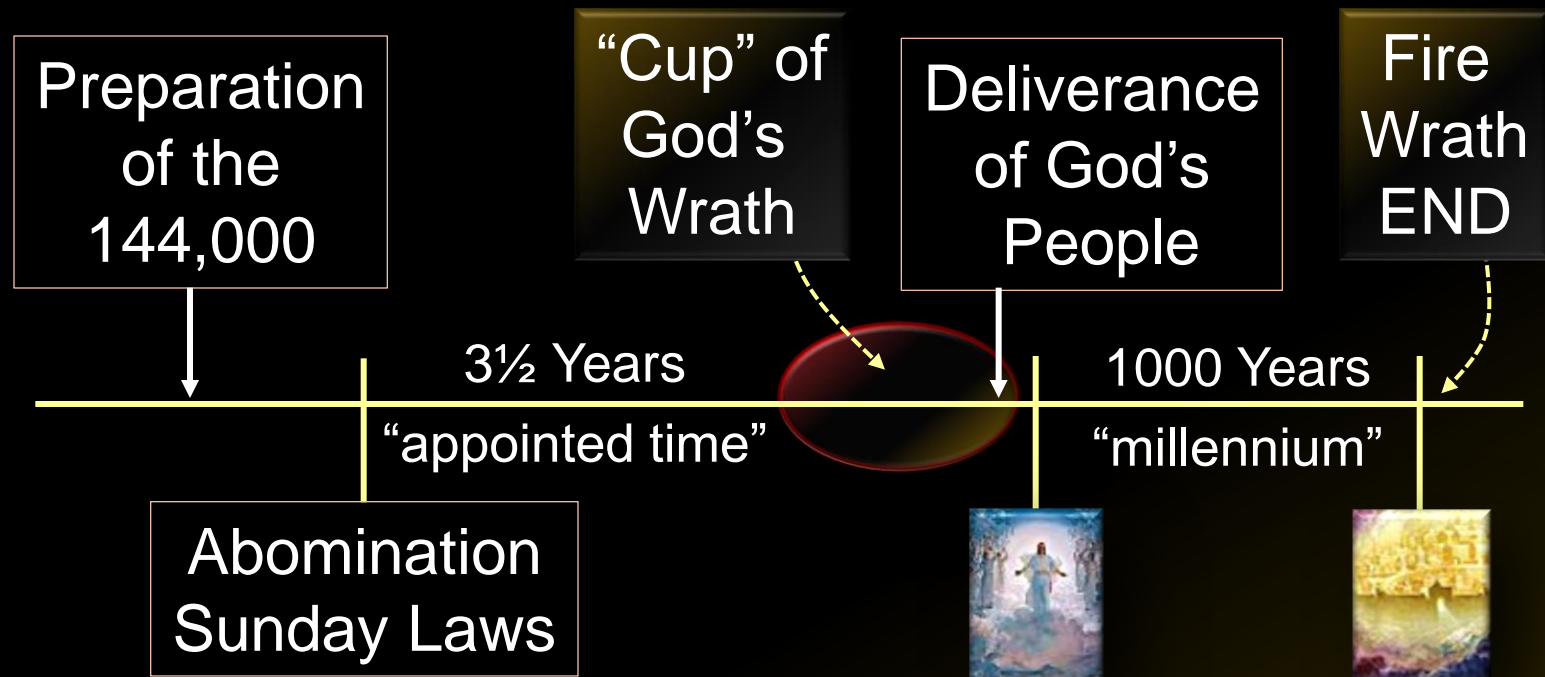 Preparation
of the
144,000
“Cup” of
God’s
Wrath
Deliverance
of God’s
People
Fire
Wrath
END
3½ Years
“appointed time”
1000 Years
“millennium”
Abomination
Sunday Laws